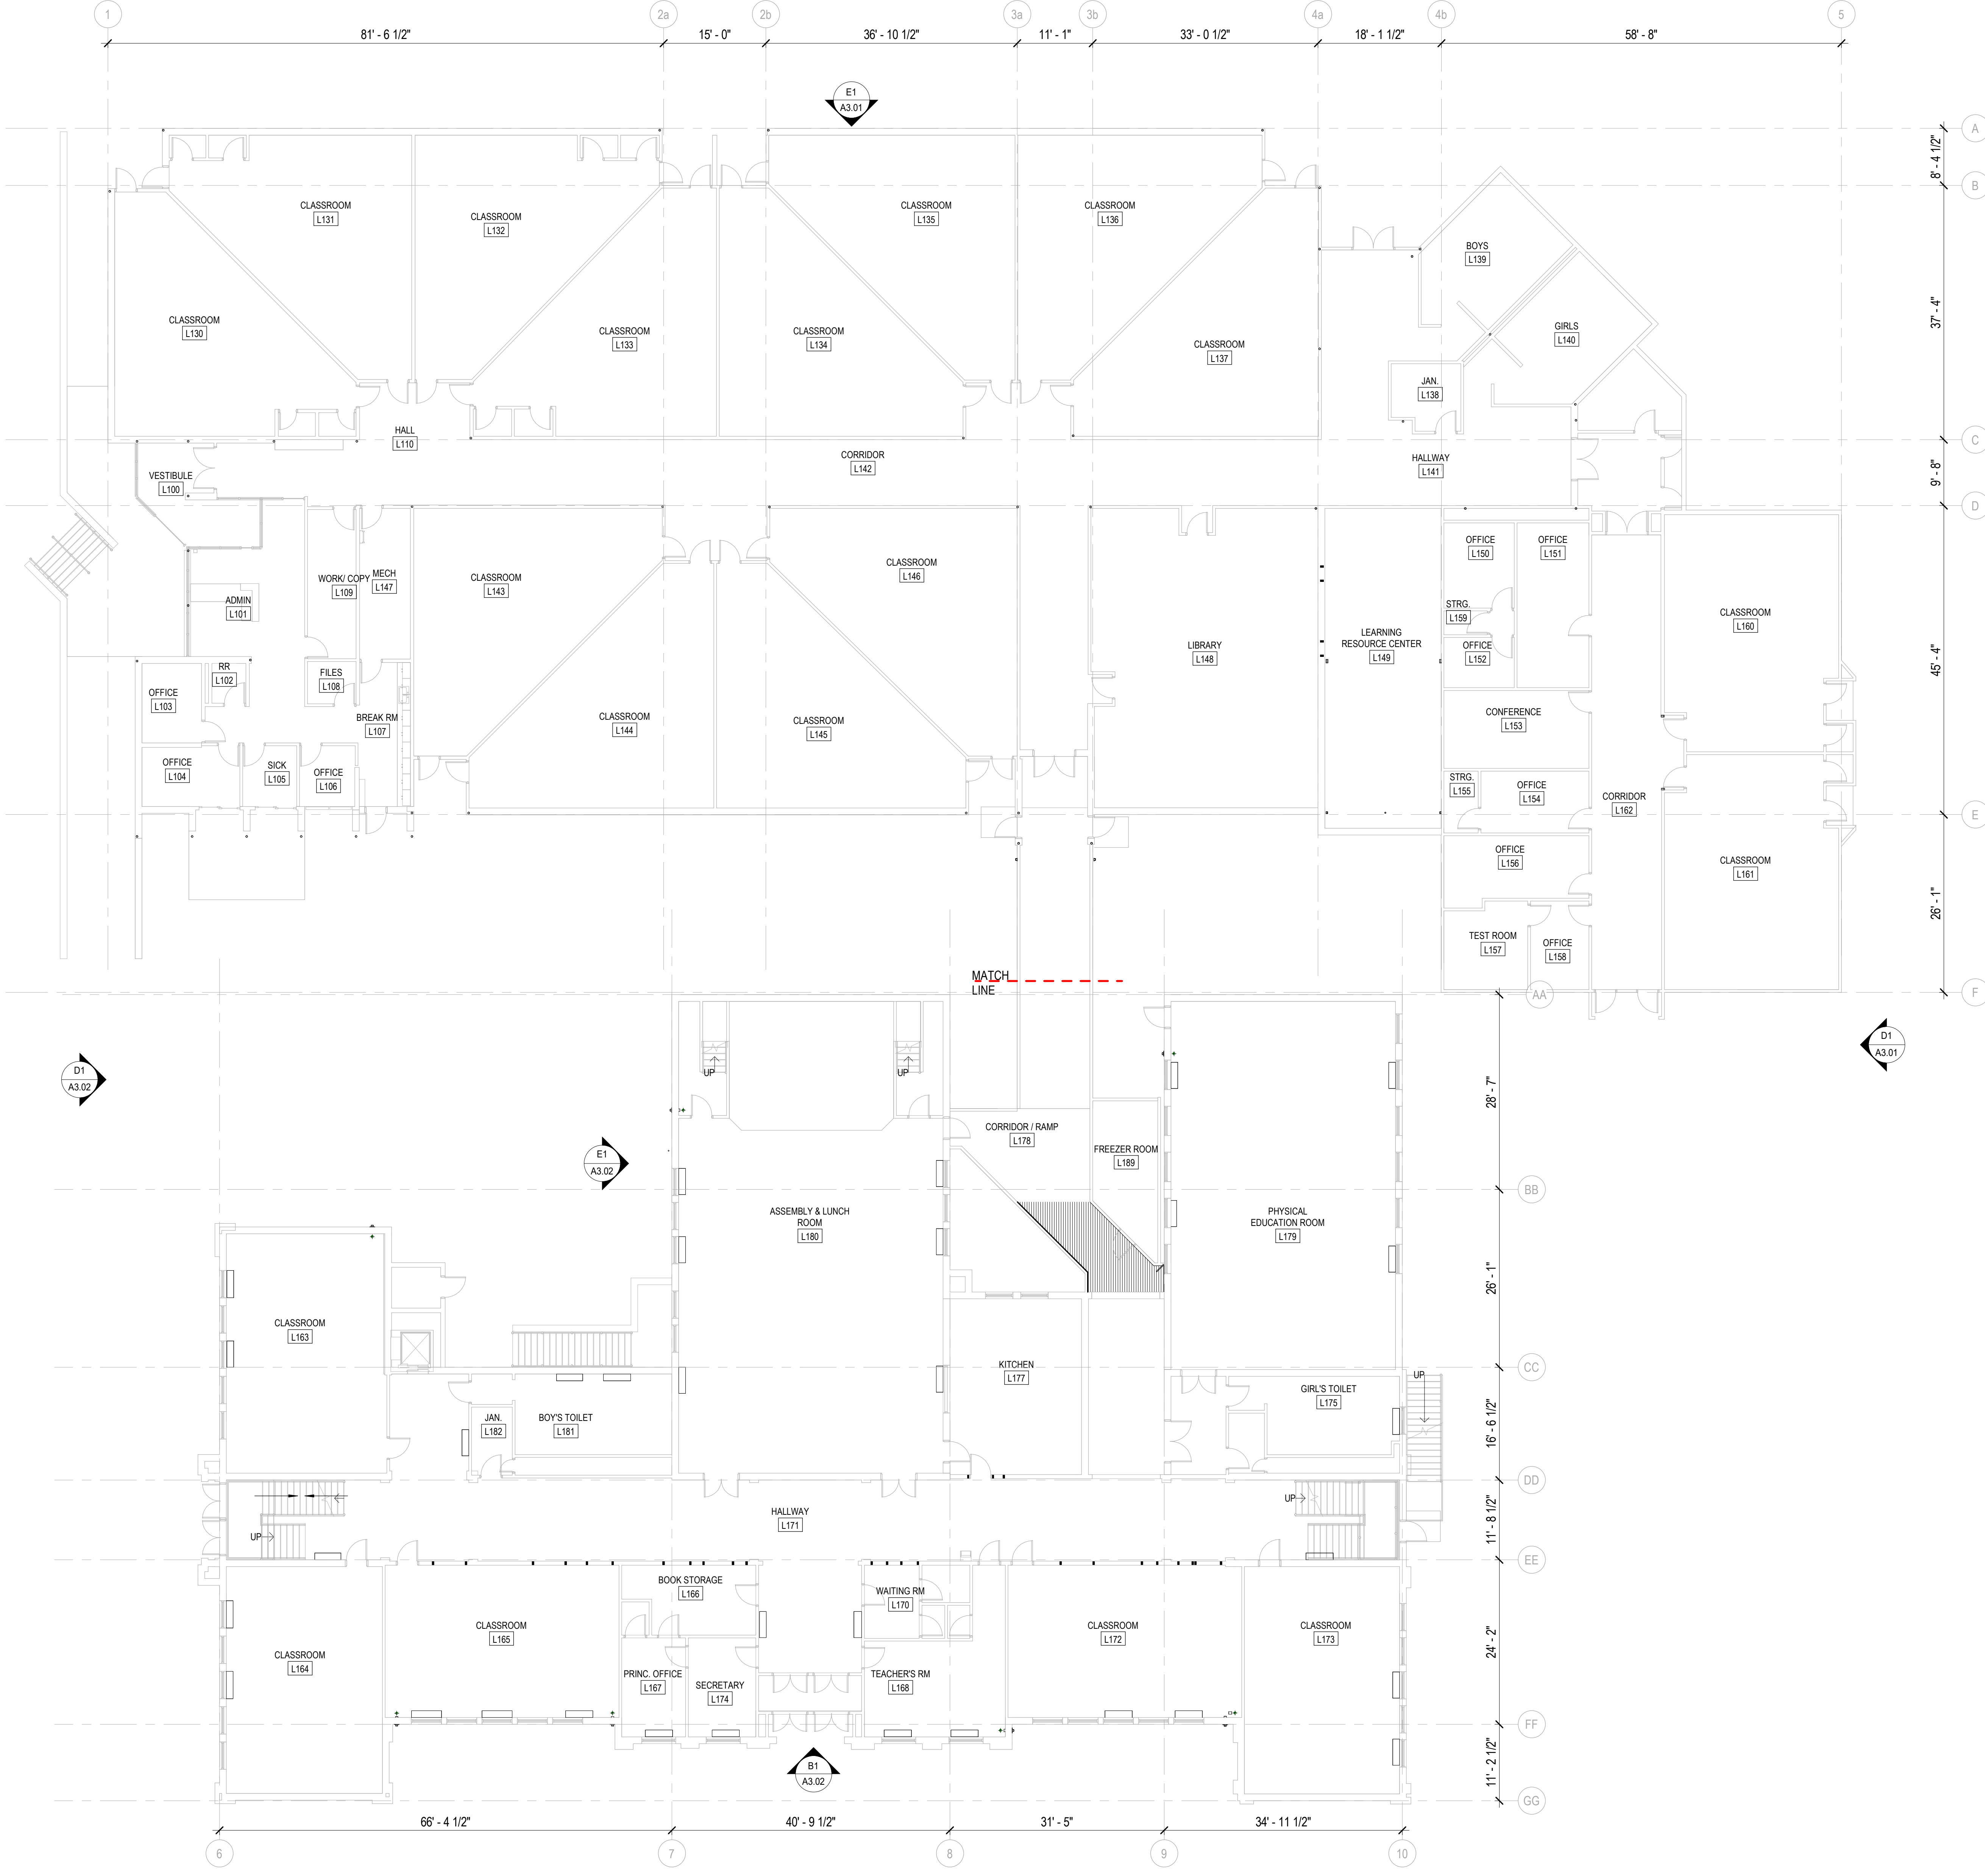 1
2a
2b
3a
3b
4a
4b
5
81' - 6 1/2"
15' - 0"
36' - 10 1/2"
11' - 1"
33' - 0 1/2"
18' - 1 1/2"
58' - 8"
E1
A3.01
A
8' - 4 1/2"
B
CLASSROOM
L131
CLASSROOM
L132
CLASSROOM
L135
CLASSROOM
L136
BOYS
L139
37' - 4"
CLASSROOM
L130
CLASSROOM
L133
CLASSROOM
L134
CLASSROOM
L137
GIRLS
L140
JAN.
L138
HALL
L110
C
CORRIDOR
L142
HALLWAY
L141
VESTIBULE
L100
9' - 8"
D
OFFICE
L150
OFFICE
L151
WORK/ COPY
L109
MECH
L147
CLASSROOM
L143
CLASSROOM
L146
ADMIN
L101
STRG.
L159
CLASSROOM
L160
LIBRARY
L148
LEARNING
RESOURCE CENTER
L149
OFFICE
L152
45' - 4"
RR
L102
FILES
L108
OFFICE
L103
BREAK RM
L107
CLASSROOM
L144
CLASSROOM
L145
CONFERENCE
L153
OFFICE
L104
SICK
L105
OFFICE
L106
STRG.
L155
OFFICE
L154
CORRIDOR
L162
E
OFFICE
L156
CLASSROOM
L161
26' - 1"
TEST ROOM
L157
OFFICE
L158
MATCH
LINE
AA
F
D1
A3.02
D1
A3.01
UP
UP
28' - 7"
CORRIDOR / RAMP
L178
FREEZER ROOM
L189
E1
A3.02
BB
ASSEMBLY & LUNCH
ROOM
L180
PHYSICAL
EDUCATION ROOM
L179
26' - 1"
CLASSROOM
L163
KITCHEN
L177
CC
UP
GIRL'S TOILET
L175
JAN.
L182
BOY'S TOILET
L181
16' - 6 1/2"
DD
UP
UP
HALLWAY
L171
11' - 8 1/2"
EE
BOOK STORAGE
L166
WAITING RM
L170
CLASSROOM
L165
CLASSROOM
L172
CLASSROOM
L173
CLASSROOM
L164
PRINC. OFFICE
L167
SECRETARY
L174
TEACHER'S RM
L168
24' - 2"
FF
B1
A3.02
11' - 2 1/2"
GG
66' - 4 1/2"
40' - 9 1/2"
31' - 5"
34' - 11 1/2"
6
7
8
9
10